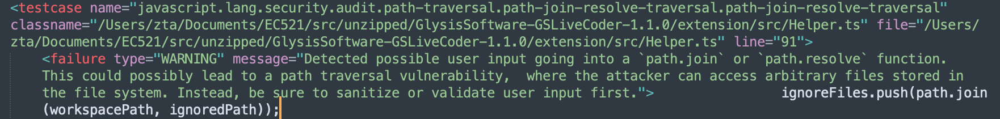 <testcase name="javascript.lang.security.audit.path-traversal.path-join-resolve-traversal.path-join-resolve-traversal"
classname="/Users/zta/Documents/EC521/src/unzipped/GlysisSoftware-GSLiveCoder-1.1.0/extension/src/Helper.ts" file="/Users/
zta/Documents/EC521/src/unzipped/GlysisSoftware-GSLiveCoder-1.1.0/extension/src/Helper.ts" line="91">
<failure type="WARNING" message="Detected possible user input going into a `path.join` or `path.resolve` function.
This could possibly lead to a path traversal vulnerability,  where the attacker can access arbitrary files stored in
the file system. Instead, be sure to sanitize or validate user input first.">          ignoreFiles.push(path.join
(workspacePath, ignoredPath));